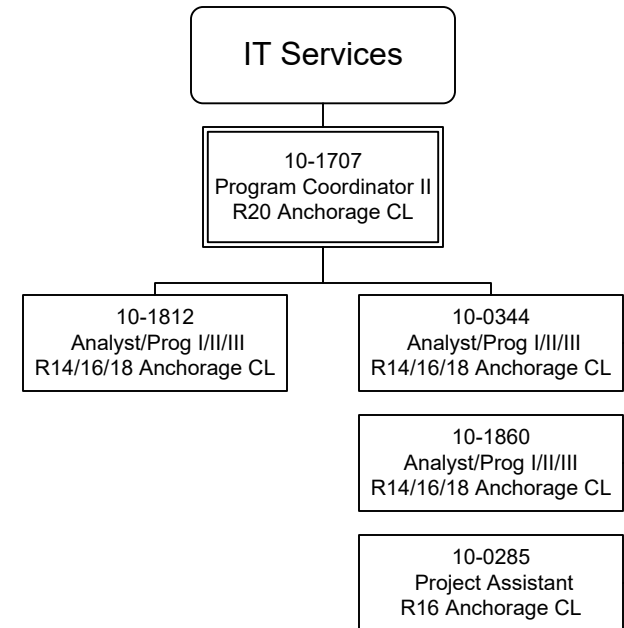 IT Services
10-1707
Program Coordinator II
R20 Anchorage CL
10-1812
Analyst/Prog I/II/III
R14/16/18 Anchorage CL
10-0344
Analyst/Prog I/II/III
R14/16/18 Anchorage CL
10-1860
Analyst/Prog I/II/III
R14/16/18 Anchorage CL
10-0285
Project Assistant
R16 Anchorage CL